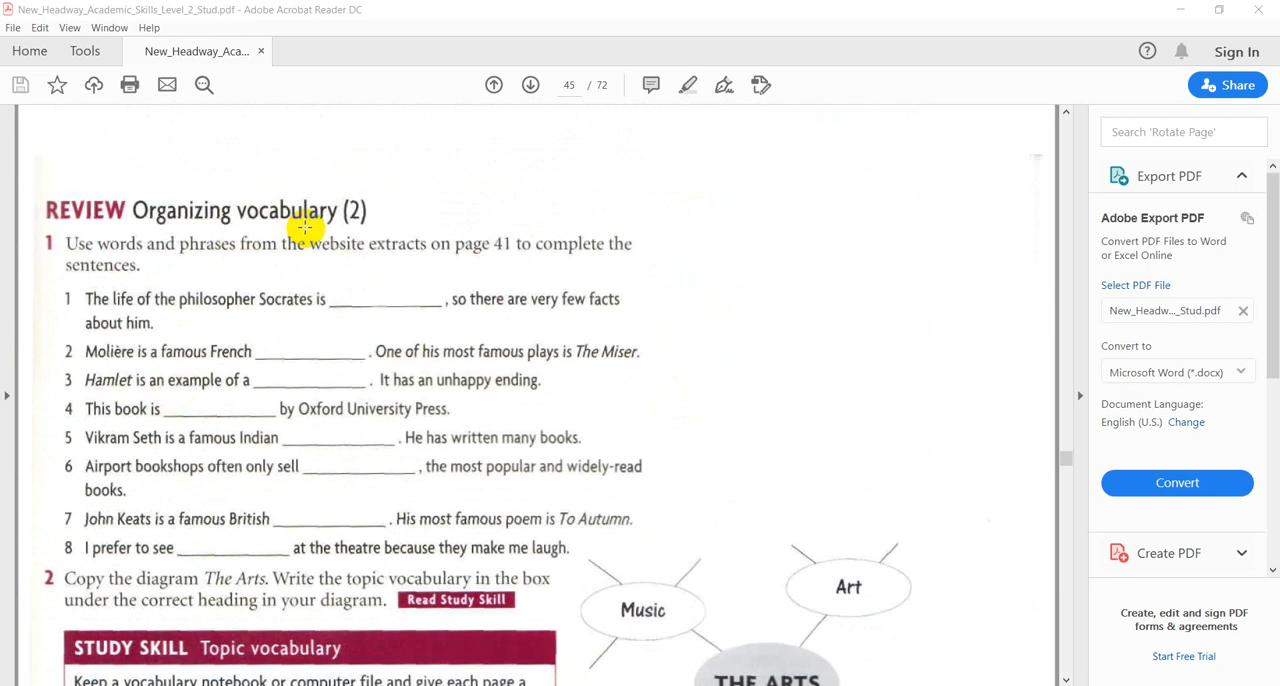 New_Headway_Academic_Skills_Level_2_Stud.pdf - Adobe Acrobat Reader DC
File Edit View Window Help
Home Tools New_Headway_Aca... × Sign In
45 / 72 Share
Search 'Rotate Page'
Export PDF
Adobe Export PDF
Convert PDF Files to Word
or Excel Online
Select PDF File
New_Headw..._Stud.pdf
Convert to
Microsoft Word (*.docx)
Document Language:
English (U.S.) Change
Convert
Create PDF
Create, edit and sign PDF
forms & agreements
Start Free Trial
REVIEW Organizing vocabulary (2)
1 Use words and phrases from the website extracts on page 41 to complete the
sentences.
1 The life of the philosopher Socrates is ____________, so there are very few facts
about him.
2 Molière is a famous French ____________. One of his most famous plays is The Miser.
3 Hamlet is an example of a ____________. It has an unhappy ending.
4 This book is ____________ by Oxford University Press.
5 Vikram Seth is a famous Indian ____________. He has written many books.
6 Airport bookshops often only sell ____________, the most popular and widely-read
books.
7 John Keats is a famous British ____________. His most famous poem is To Autumn.
8 I prefer to see ____________ at the theatre because they make me laugh.
2 Copy the diagram The Arts. Write the topic vocabulary in the box
under the correct heading in your diagram. Read Study Skill
STUDY SKILL Topic vocabulary
Keep a vocabulary notebook or computer file and give each page a
Music
Art
THE ARTS